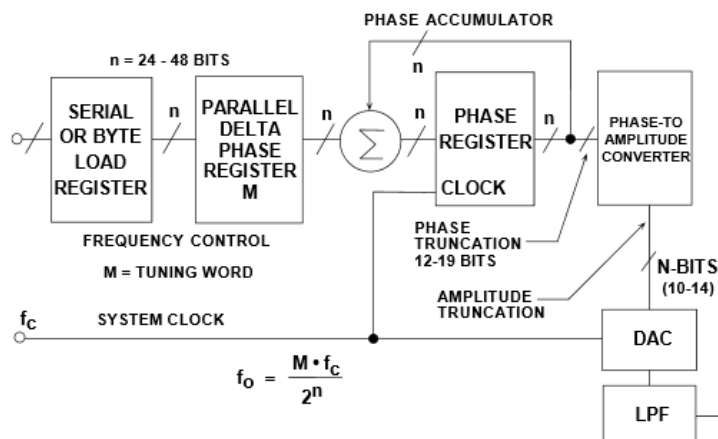 PHASE ACCUMULATOR
n = 24 - 48 BITS
n
SERIAL
OR BYTE
LOAD
REGISTER
n
PARALLEL
DELTA
PHASE
REGISTER
M
n
Σ
n
PHASE
REGISTER
CLOCK
n
PHASE-TO
AMPLITUDE
CONVERTER
FREQUENCY CONTROL
M = TUNING WORD
PHASE
TRUNCATION
12-19 BITS
AMPLITUDE
TRUNCATION
N-BITS
(10-14)
fC
SYSTEM CLOCK
DAC
fO = M • fC / 2^n
LPF